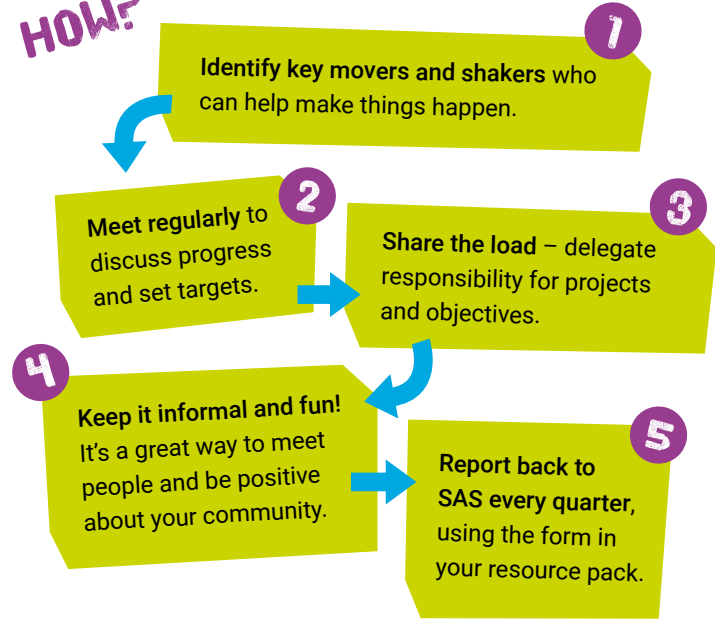 HOW?
1
Identify key movers and shakers who
can help make things happen.
2
Meet regularly to
discuss progress
and set targets.
3
Share the load – delegate
responsibility for projects
and objectives.
4
Keep it informal and fun!
It's a great way to meet
people and be positive
about your community.
5
Report back to
SAS every quarter,
using the form in
your resource pack.